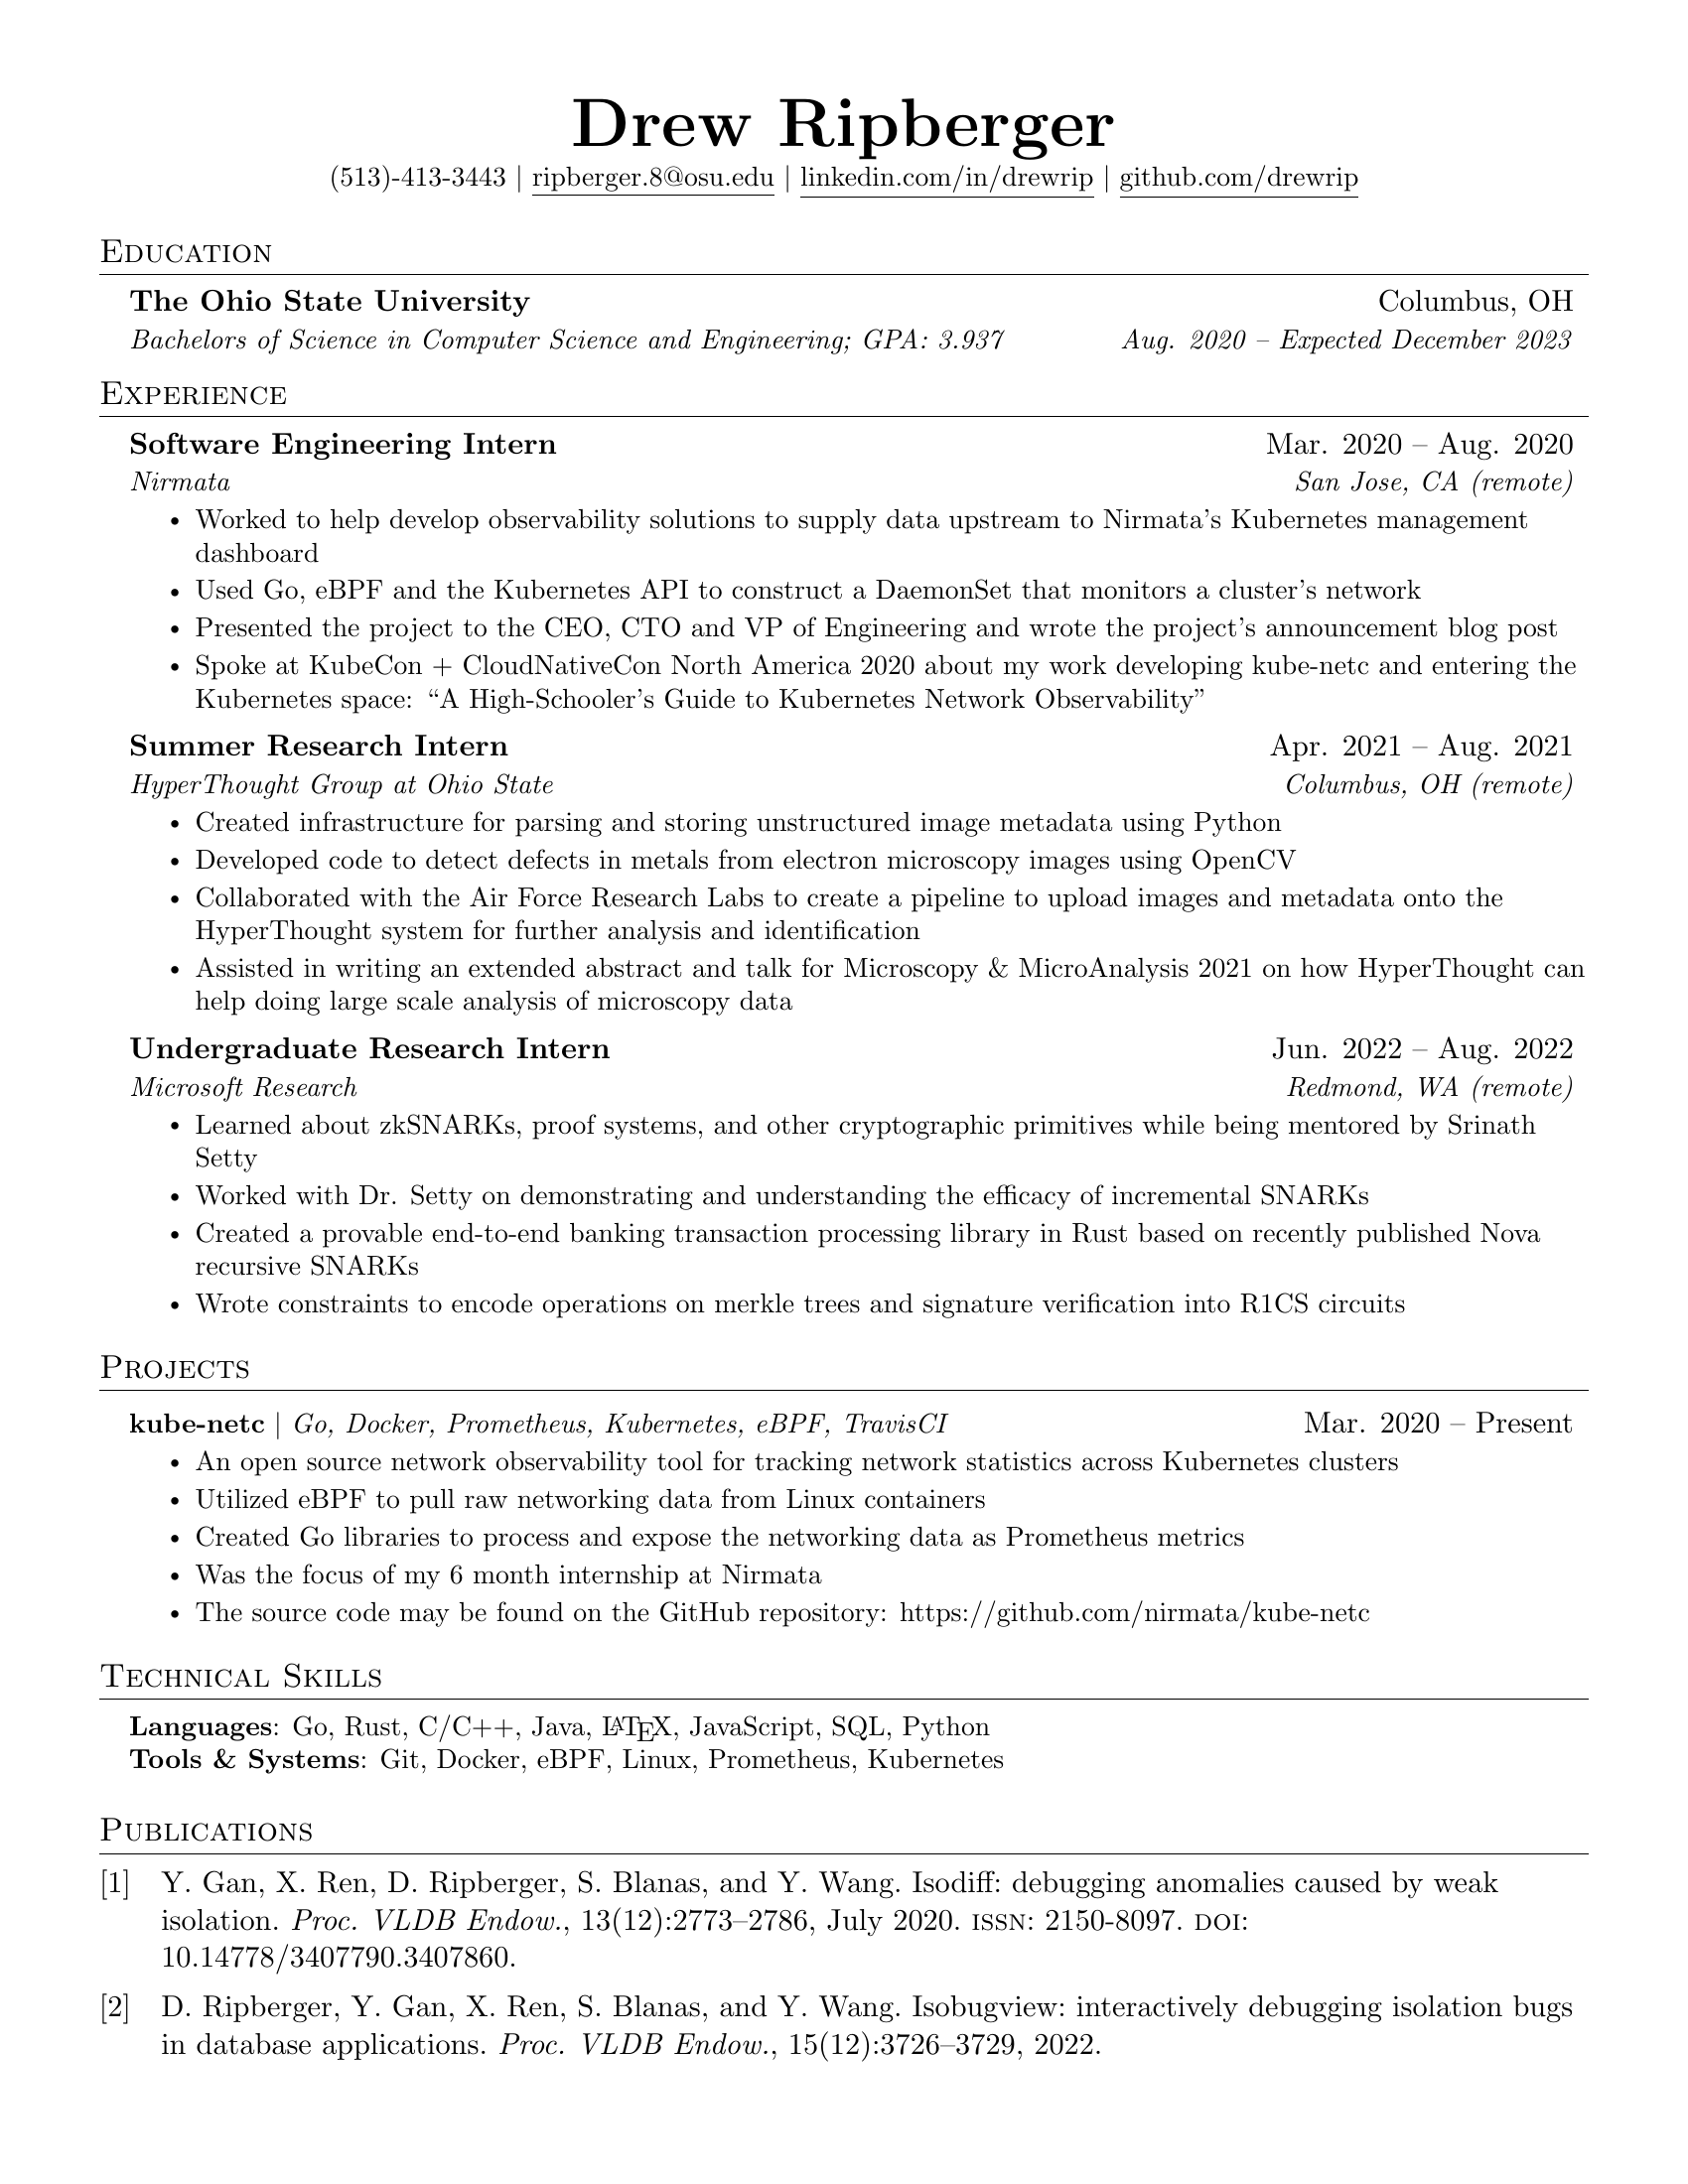 Drew Ripberger
(513)-413-3443 | ripberger.8@osu.edu | linkedin.com/in/drewrip | github.com/drewrip
Education
The Ohio State University Columbus, OH
Bachelors of Science in Computer Science and Engineering; GPA: 3.937 Aug. 2020 – Expected December 2023
Experience
Software Engineering Intern Mar. 2020 – Aug. 2020
Nirmata San Jose, CA (remote)
• Worked to help develop observability solutions to supply data upstream to Nirmata's Kubernetes management
dashboard
• Used Go, eBPF and the Kubernetes API to construct a DaemonSet that monitors a cluster's network
• Presented the project to the CEO, CTO and VP of Engineering and wrote the project's announcement blog post
• Spoke at KubeCon + CloudNativeCon North America 2020 about my work developing kube-netc and entering the
Kubernetes space: “A High-Schooler's Guide to Kubernetes Network Observability”
Summer Research Intern Apr. 2021 – Aug. 2021
HyperThought Group at Ohio State Columbus, OH (remote)
• Created infrastructure for parsing and storing unstructured image metadata using Python
• Developed code to detect defects in metals from electron microscopy images using OpenCV
• Collaborated with the Air Force Research Labs to create a pipeline to upload images and metadata onto the
HyperThought system for further analysis and identification
• Assisted in writing an extended abstract and talk for Microscopy & MicroAnalysis 2021 on how HyperThought can
help doing large scale analysis of microscopy data
Undergraduate Research Intern Jun. 2022 – Aug. 2022
Microsoft Research Redmond, WA (remote)
• Learned about zkSNARKs, proof systems, and other cryptographic primitives while being mentored by Srinath
Setty
• Worked with Dr. Setty on demonstrating and understanding the efficacy of incremental SNARKs
• Created a provable end-to-end banking transaction processing library in Rust based on recently published Nova
recursive SNARKs
• Wrote constraints to encode operations on merkle trees and signature verification into R1CS circuits
Projects
kube-netc | Go, Docker, Prometheus, Kubernetes, eBPF, TravisCI Mar. 2020 – Present
• An open source network observability tool for tracking network statistics across Kubernetes clusters
• Utilized eBPF to pull raw networking data from Linux containers
• Created Go libraries to process and expose the networking data as Prometheus metrics
• Was the focus of my 6 month internship at Nirmata
• The source code may be found on the GitHub repository: https://github.com/nirmata/kube-netc
Technical Skills
Languages: Go, Rust, C/C++, Java, LATEX, JavaScript, SQL, Python
Tools & Systems: Git, Docker, eBPF, Linux, Prometheus, Kubernetes
Publications
[1] Y. Gan, X. Ren, D. Ripberger, S. Blanas, and Y. Wang. Isodiff: debugging anomalies caused by weak
isolation. Proc. VLDB Endow., 13(12):2773–2786, July 2020. ISSN: 2150-8097. DOI:
10.14778/3407790.3407860.
[2] D. Ripberger, Y. Gan, X. Ren, S. Blanas, and Y. Wang. Isobugview: interactively debugging isolation bugs
in database applications. Proc. VLDB Endow., 15(12):3726–3729, 2022.